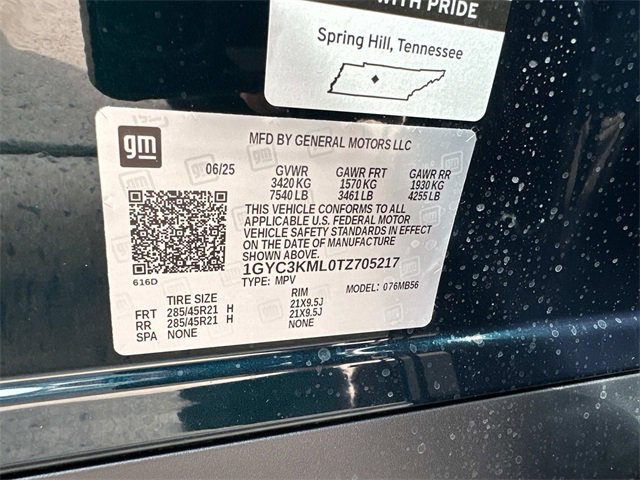 WITH PRIDE
Spring Hill, Tennessee
gm
MFD BY GENERAL MOTORS LLC
06/25 GVWR GAWR FRT GAWR RR
3420 KG 1570 KG 1930 KG
7540 LB 3461 LB 4255 LB
THIS VEHICLE CONFORMS TO ALL
APPLICABLE U.S. FEDERAL MOTOR
VEHICLE SAFETY STANDARDS IN EFFECT
ON THE DATE OF MANUFACTURE
SHOWN ABOVE.
1GYC3KML0TZ705217
616D TYPE: MPV MODEL: 076MB56
TIRE SIZE RIM
FRT 285/45R21 H 21X9.5J
RR 285/45R21 H 21X9.5J
SPA NONE NONE